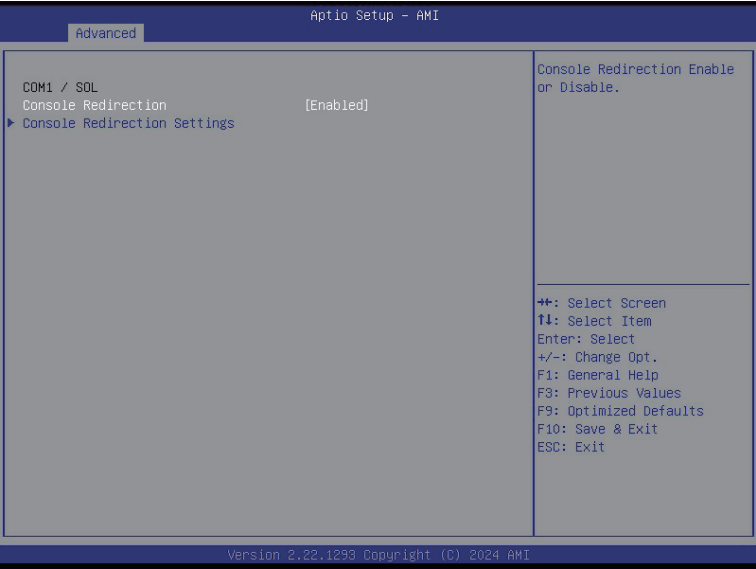 Aptio Setup – AMI
Advanced
COM1 / SOL
Console Redirection [Enabled]
▶ Console Redirection Settings
Console Redirection Enable
or Disable.
→←: Select Screen
↑↓: Select Item
Enter: Select
+/-: Change Opt.
F1: General Help
F3: Previous Values
F9: Optimized Defaults
F10: Save & Exit
ESC: Exit
Version 2.22.1293 Copyright (C) 2024 AMI